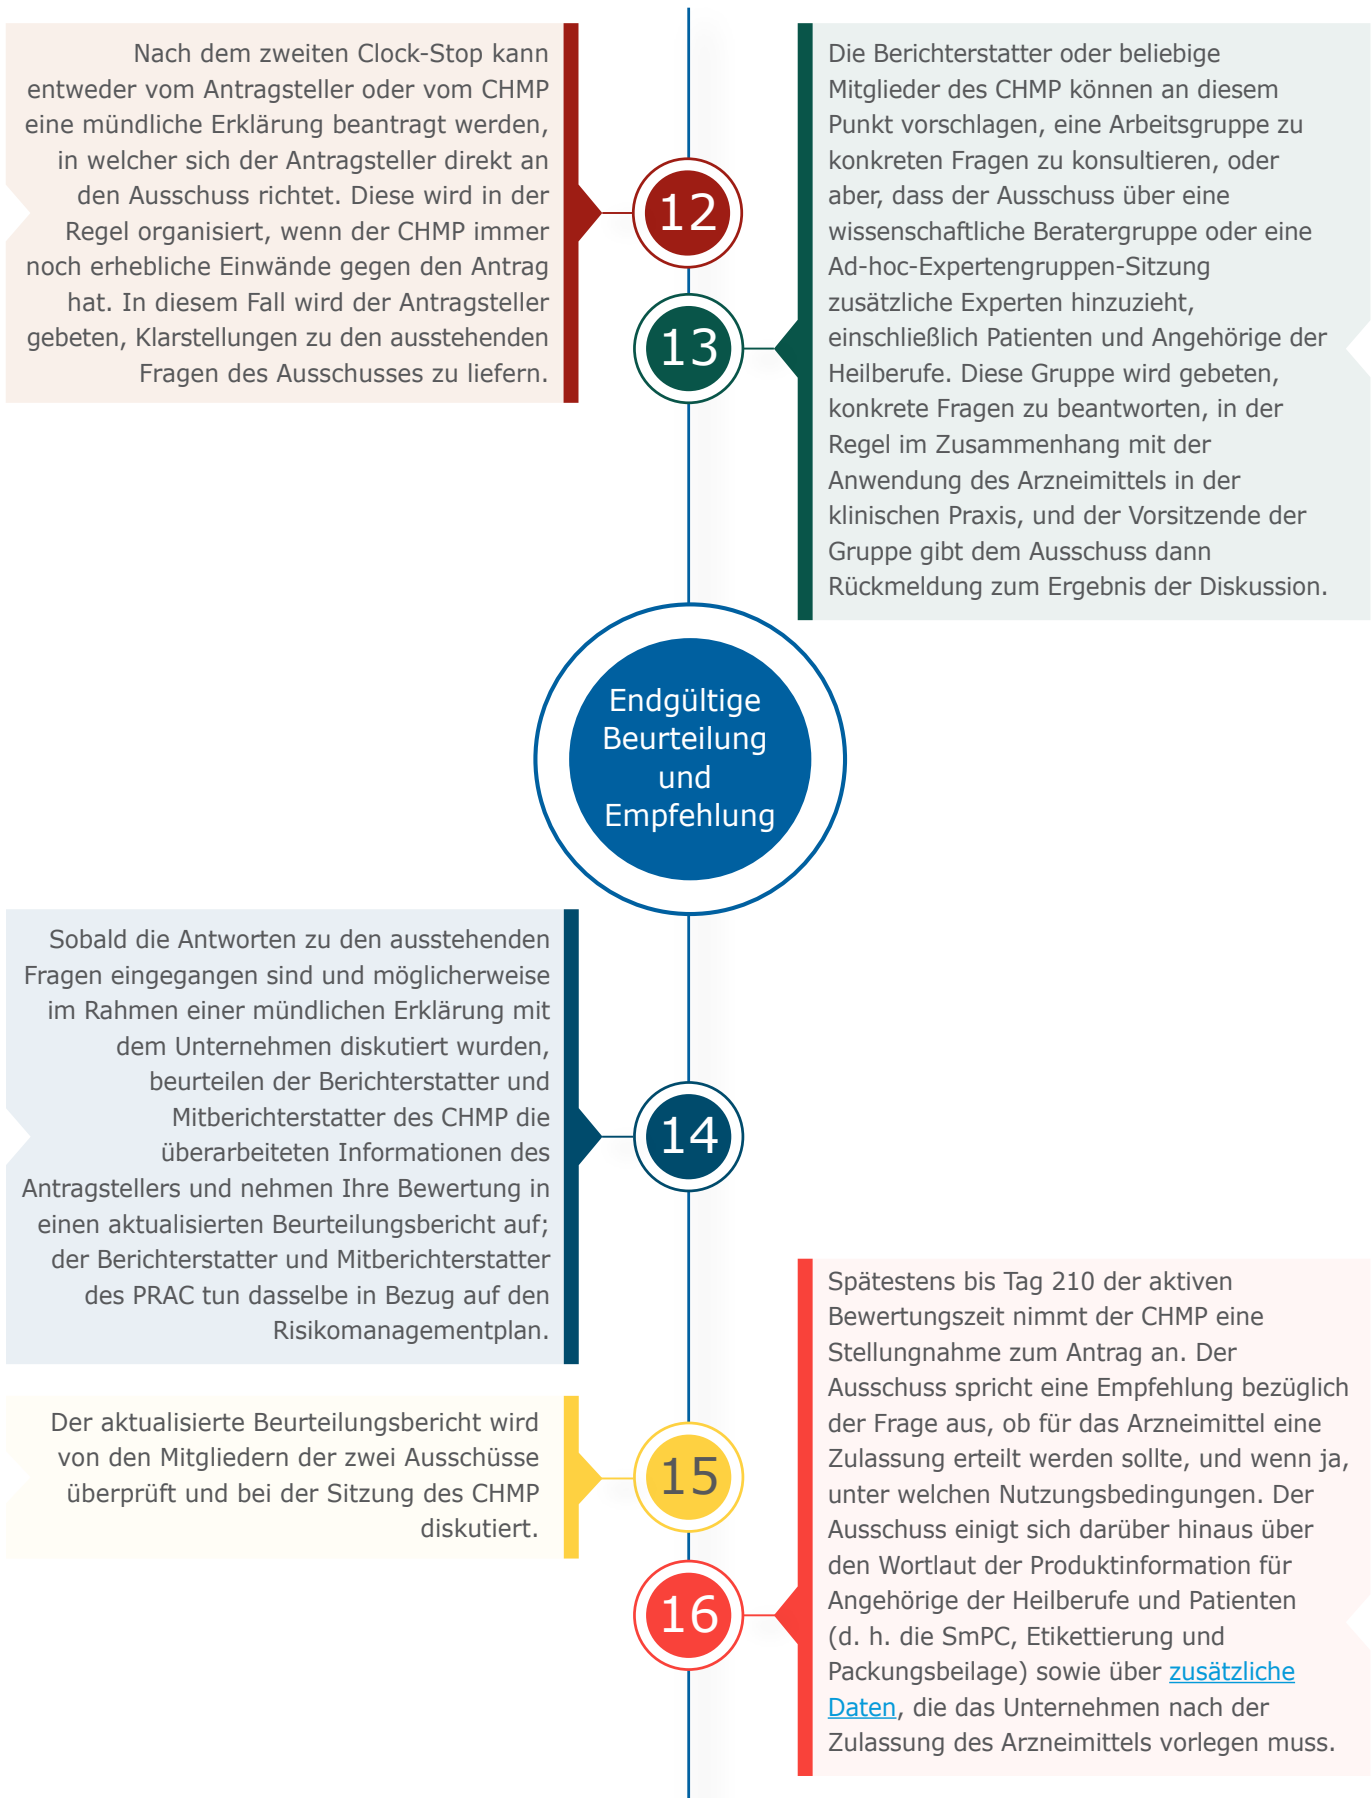 Nach dem zweiten Clock-Stop kann
entweder vom Antragsteller oder vom CHMP
eine mündliche Erklärung beantragt werden,
in welcher sich der Antragsteller direkt an
den Ausschuss richtet. Diese wird in der
Regel organisiert, wenn der CHMP immer
noch erhebliche Einwände gegen den Antrag
hat. In diesem Fall wird der Antragsteller
gebeten, Klarstellungen zu den ausstehenden
Fragen des Ausschusses zu liefern.
12
13
Die Berichterstatter oder beliebige
Mitglieder des CHMP können an diesem
Punkt vorschlagen, eine Arbeitsgruppe zu
konkreten Fragen zu konsultieren, oder
aber, dass der Ausschuss über eine
wissenschaftliche Beratergruppe oder eine
Ad-hoc-Expertengruppen-Sitzung
zusätzliche Experten hinzuzieht,
einschließlich Patienten und Angehörige der
Heilberufe. Diese Gruppe wird gebeten,
konkrete Fragen zu beantworten, in der
Regel im Zusammenhang mit der
Anwendung des Arzneimittels in der
klinischen Praxis, und der Vorsitzende der
Gruppe gibt dem Ausschuss dann
Rückmeldung zum Ergebnis der Diskussion.
Endgültige
Beurteilung
und
Empfehlung
Sobald die Antworten zu den ausstehenden
Fragen eingegangen sind und möglicherweise
im Rahmen einer mündlichen Erklärung mit
dem Unternehmen diskutiert wurden,
beurteilen der Berichterstatter und
Mitberichterstatter des CHMP die
überarbeiteten Informationen des
Antragstellers und nehmen Ihre Bewertung in
einen aktualisierten Beurteilungsbericht auf;
der Berichterstatter und Mitberichterstatter
des PRAC tun dasselbe in Bezug auf den
Risikomanagementplan.
14
Der aktualisierte Beurteilungsbericht wird
von den Mitgliedern der zwei Ausschüsse
überprüft und bei der Sitzung des CHMP
diskutiert.
15
16
Spätestens bis Tag 210 der aktiven
Bewertungszeit nimmt der CHMP eine
Stellungnahme zum Antrag an. Der
Ausschuss spricht eine Empfehlung bezüglich
der Frage aus, ob für das Arzneimittel eine
Zulassung erteilt werden sollte, und wenn ja,
unter welchen Nutzungsbedingungen. Der
Ausschuss einigt sich darüber hinaus über
den Wortlaut der Produktinformation für
Angehörige der Heilberufe und Patienten
(d. h. die SmPC, Etikettierung und
Packungsbeilage) sowie über zusätzliche
Daten, die das Unternehmen nach der
Zulassung des Arzneimittels vorlegen muss.